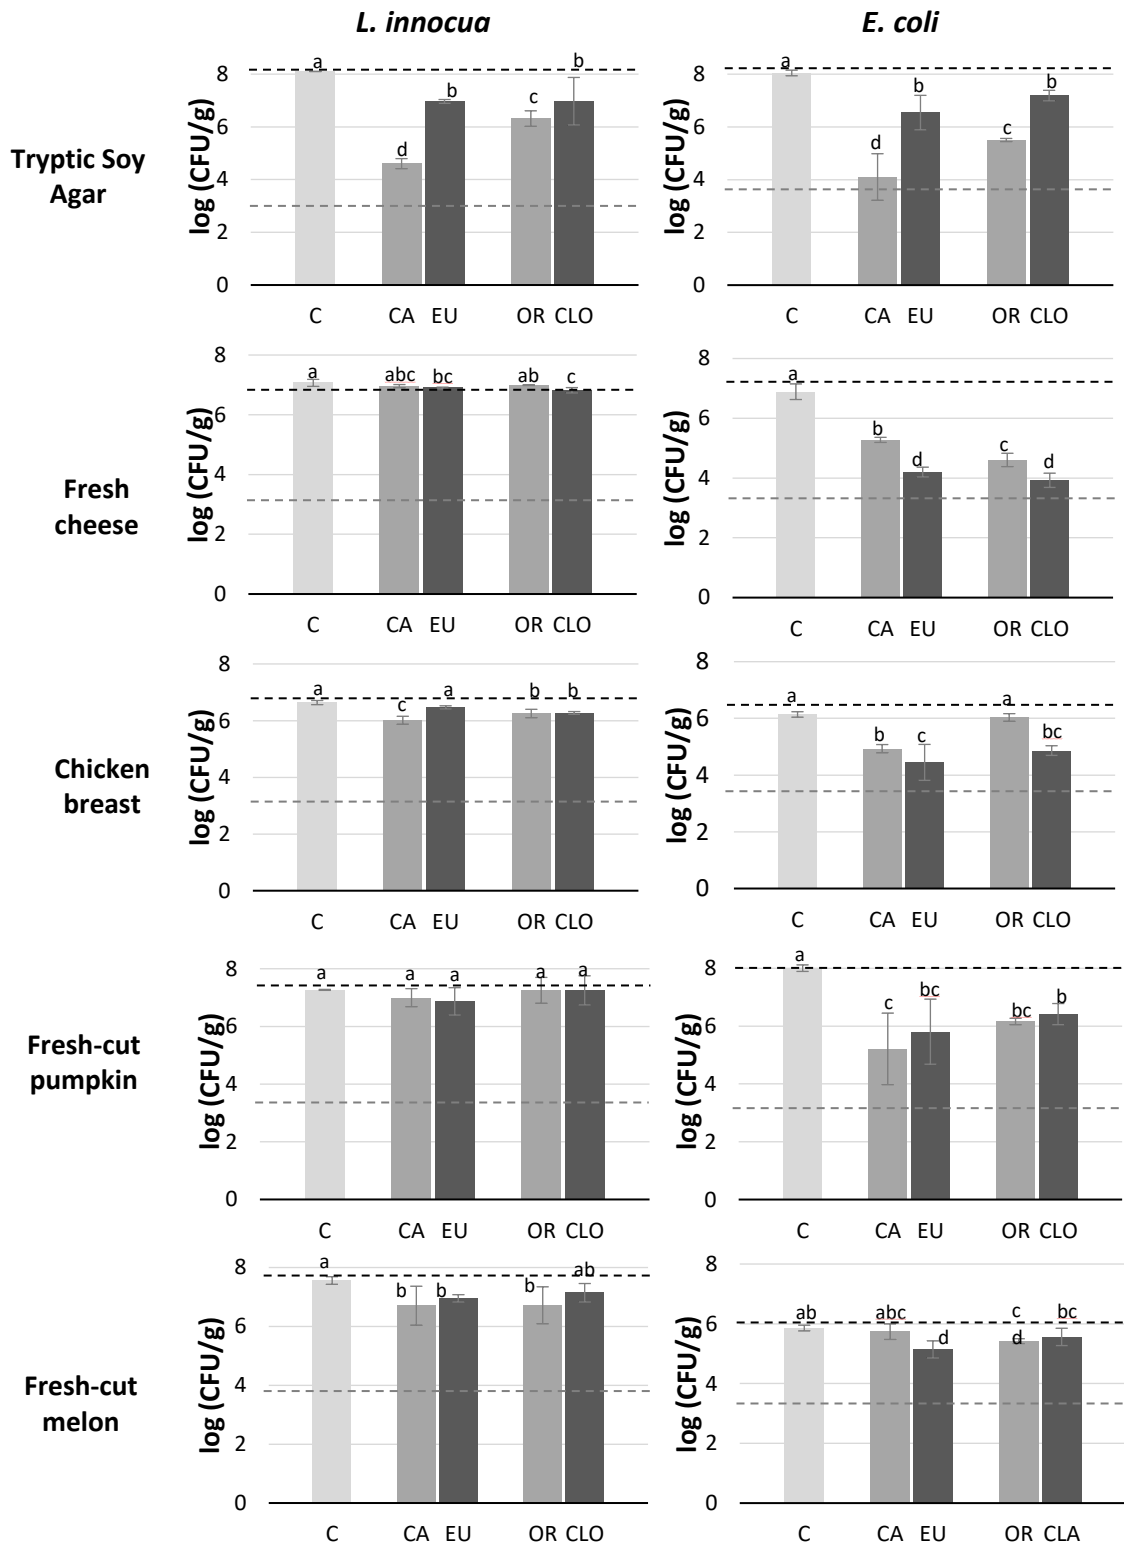 L. innocua
E. coli
Tryptic Soy
Agar
log (CFU/g)
8
6
4
2
0
a
d
b
c
b
C CA EU OR CLO
log (CFU/g)
8
6
4
2
0
a
d
b
c
b
C CA EU OR CLO
Fresh
cheese
log (CFU/g)
8
6
4
2
0
a
abc
bc
ab
c
C CA EU OR CLO
log (CFU/g)
8
6
4
2
0
a
b
d
c
d
C CA EU OR CLO
Chicken
breast
log (CFU/g)
8
6
4
2
0
a
c
a
b
b
C CA EU OR CLO
log (CFU/g)
8
6
4
2
0
a
b
c
a
bc
C CA EU OR CLO
Fresh-cut
pumpkin
log (CFU/g)
8
6
4
2
0
a
a
a
a
a
C CA EU OR CLO
log (CFU/g)
8
6
4
2
0
a
c
bc
bc
b
C CA EU OR CLO
Fresh-cut
melon
log (CFU/g)
8
6
4
2
0
a
b
b
b
ab
C CA EU OR CLO
log (CFU/g)
8
6
4
2
0
ab
abc
d
c
d
bc
C CA EU OR CLA